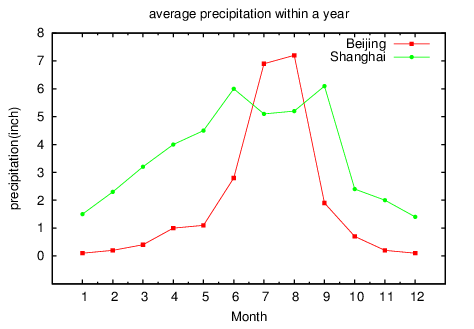 average precipitation within a year
Beijing
Shanghai
8
7
6
5
4
3
2
1
0
precipitation(inch)
1 2 3 4 5 6 7 8 9 10 11 12
Month